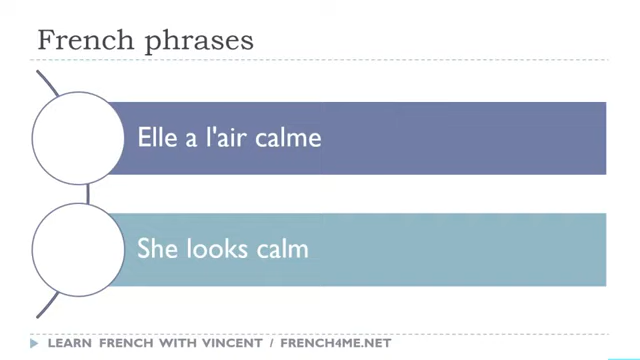 French phrases
Elle a l'air calme
She looks calm
LEARN FRENCH WITH VINCENT / FRENCH4ME.NET